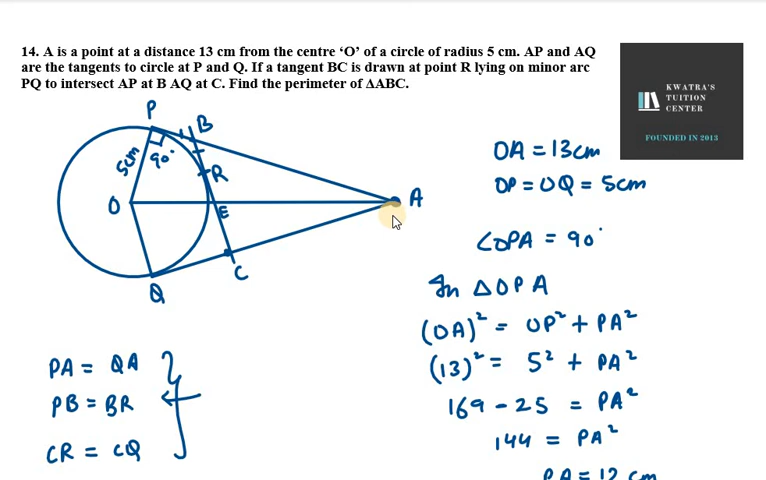 14. A is a point at a distance 13 cm from the centre ‘O’ of a circle of radius 5 cm. AP and AQ
are the tangents to circle at P and Q. If a tangent BC is drawn at point R lying on minor arc
PQ to intersect AP at B AQ at C. Find the perimeter of ΔABC.
KWATRA'S
TUITION
CENTER
FOUNDED IN 2013
P
B
5cm
90°
R
O
E
A
C
Q
OA = 13cm
OP = OQ = 5cm
∠OPA = 90°
In ΔOPA
(OA)² = OP² + PA²
(13)² = 5² + PA²
169 - 25 = PA²
144 = PA²
PA = 12 cm
PA = QA
PB = BR
CR = CQ